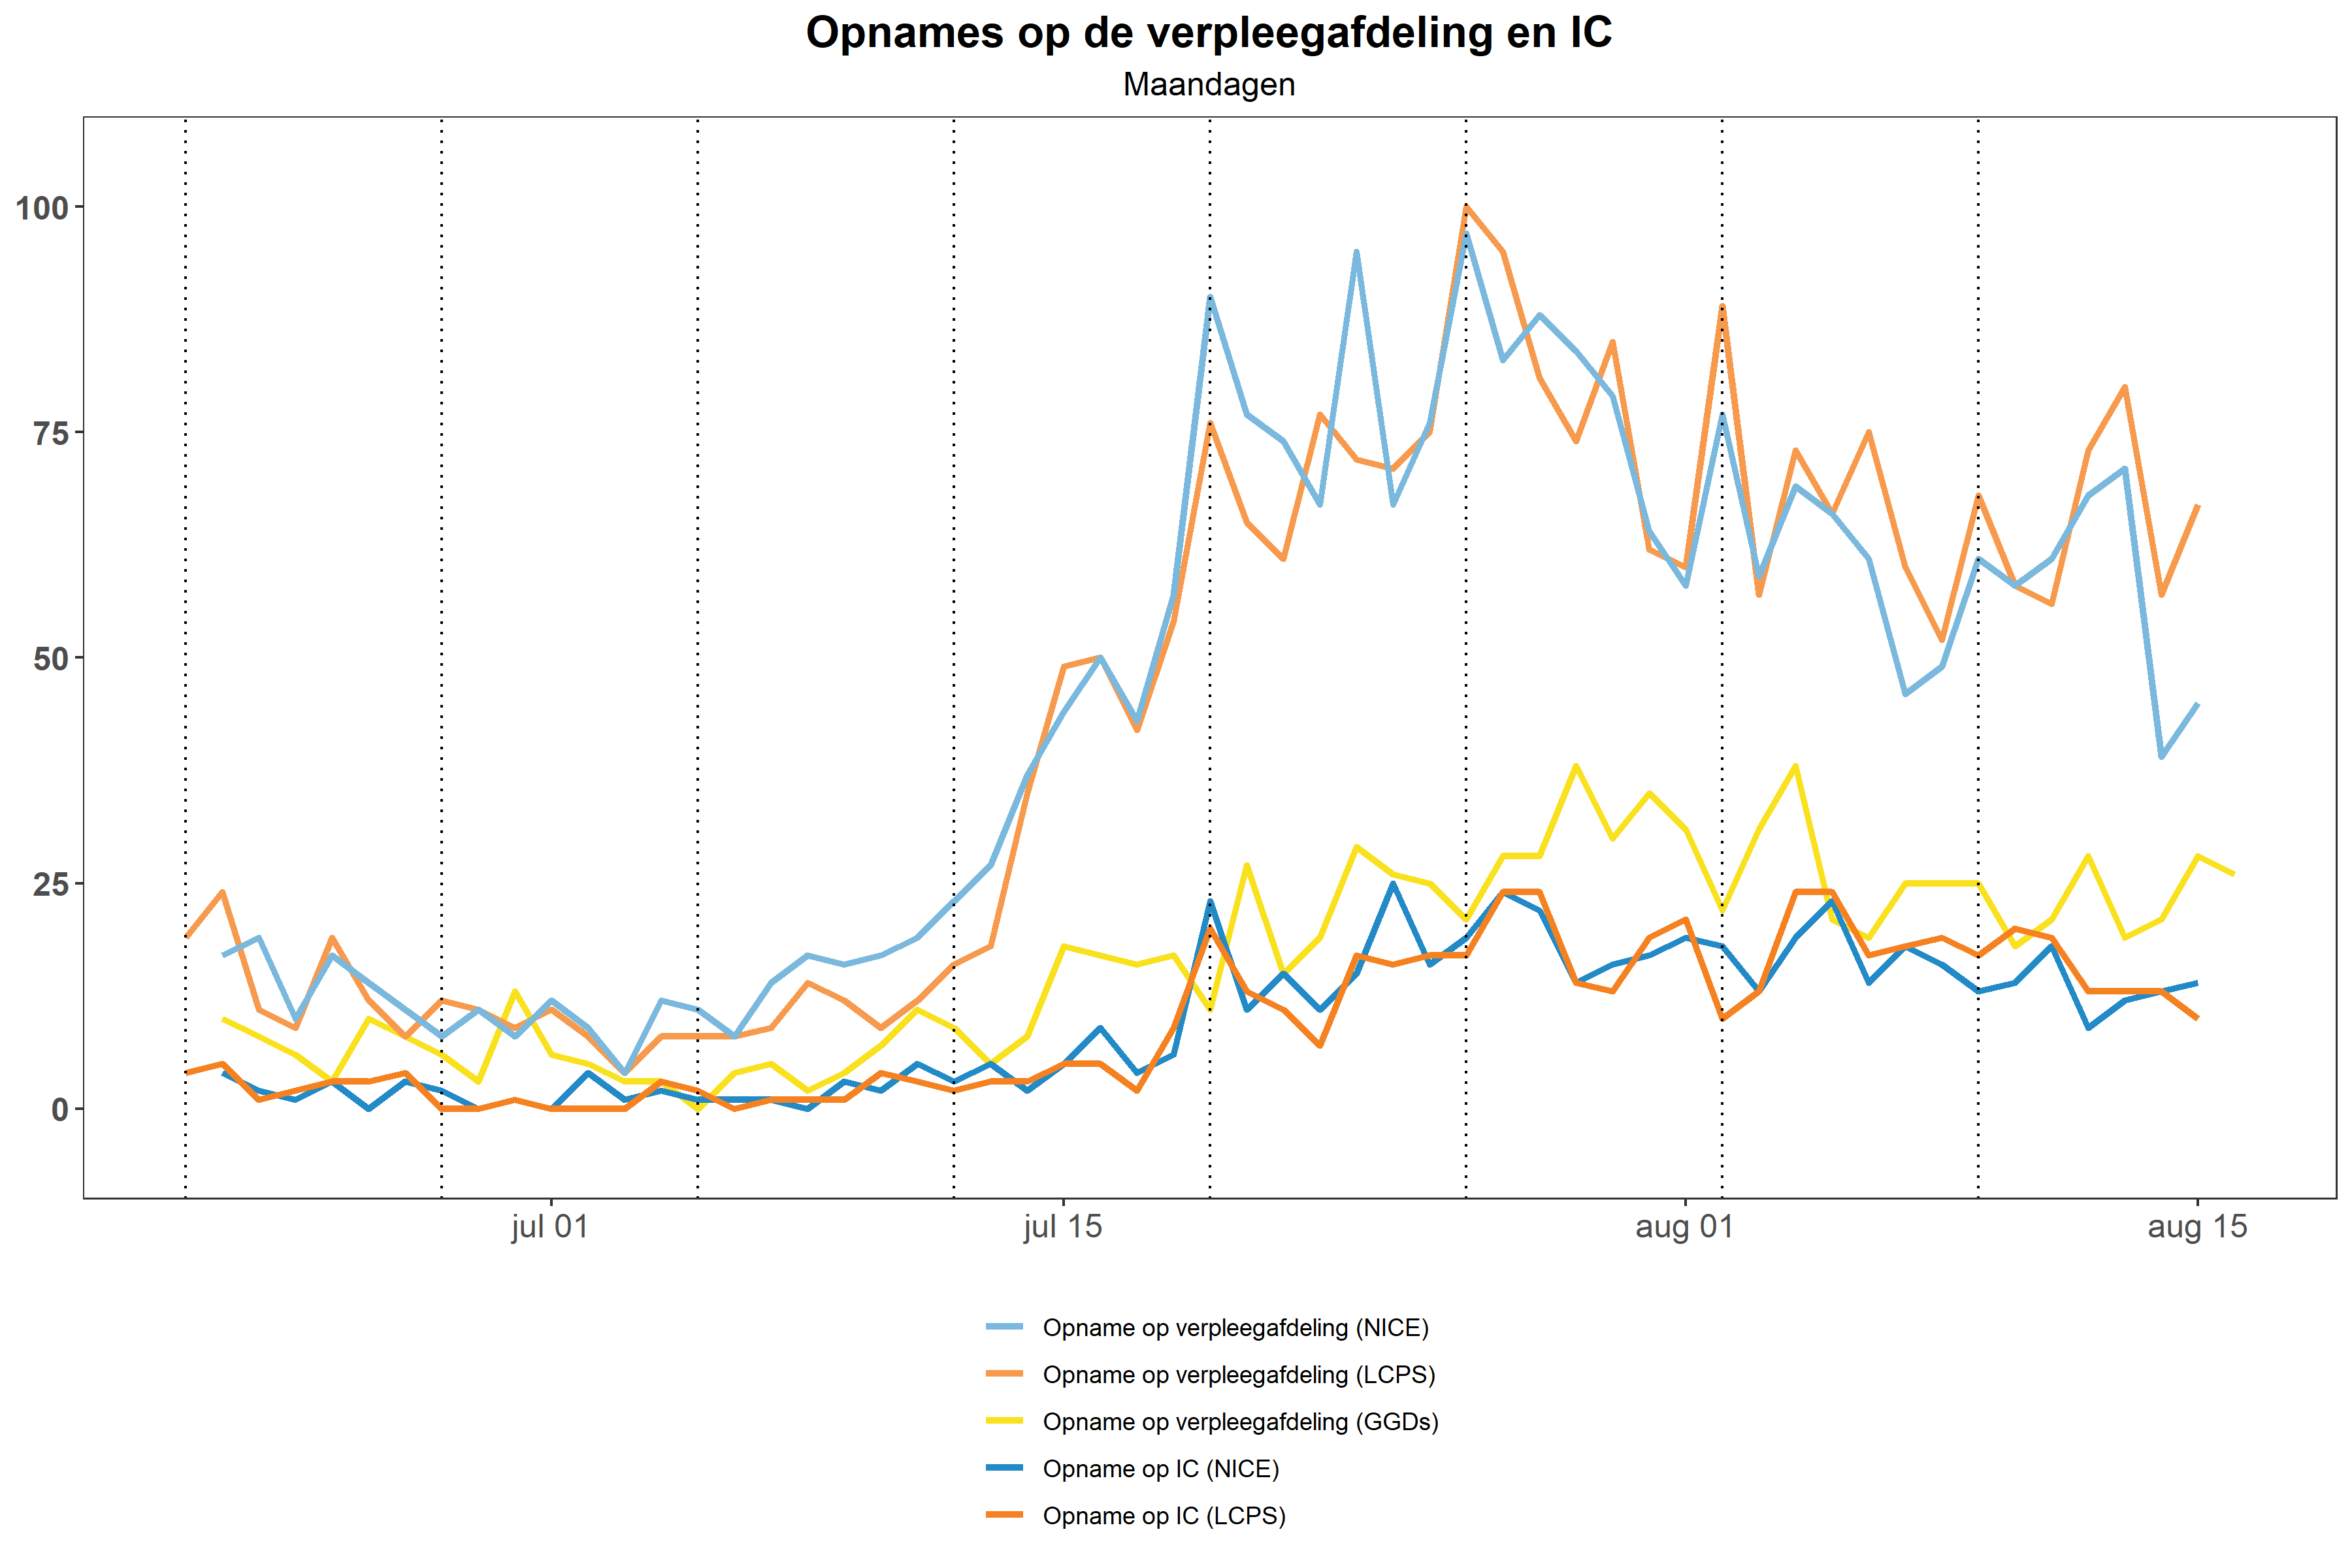 Opnames op de verpleegafdeling en IC
Maandagen
100
75
50
25
0
jul 01 jul 15 aug 01 aug 15
Opname op verpleegafdeling (NICE)
Opname op verpleegafdeling (LCPS)
Opname op verpleegafdeling (GGDs)
Opname op IC (NICE)
Opname op IC (LCPS)